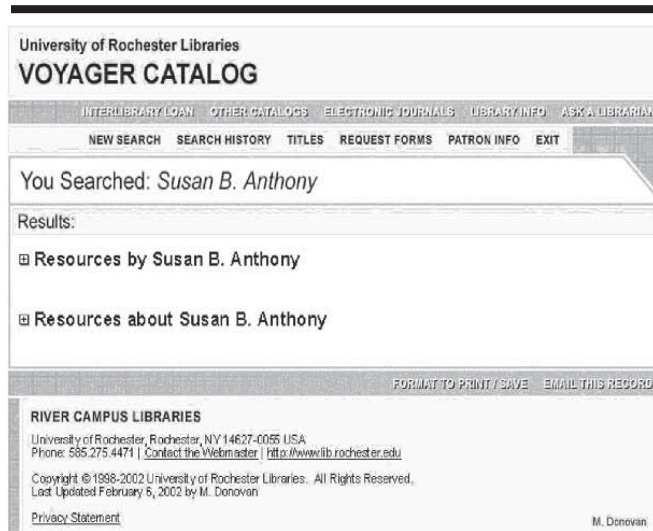 University of Rochester Libraries
VOYAGER CATALOG
INTERLIBRARY LOAN OTHER CATALOGS ELECTRONIC JOURNALS LIBRARY INFO ASK A LIBRARIAN
NEW SEARCH SEARCH HISTORY TITLES REQUEST FORMS PATRON INFO EXIT
You Searched: Susan B. Anthony
Results:
Resources by Susan B. Anthony
Resources about Susan B. Anthony
FORMAT TO PRINT / SAVE EMAIL THIS RECORD
RIVER CAMPUS LIBRARIES
University of Rochester, Rochester, NY 14627-0055 USA
Phone: 585.275.4471 | Contact the Webmaster | http://www.lib.rochester.edu
Copyright © 1998-2002 University of Rochester Libraries. All Rights Reserved.
Last Updated February 6, 2002 by M. Donovan
Privacy Statement
M. Donovan